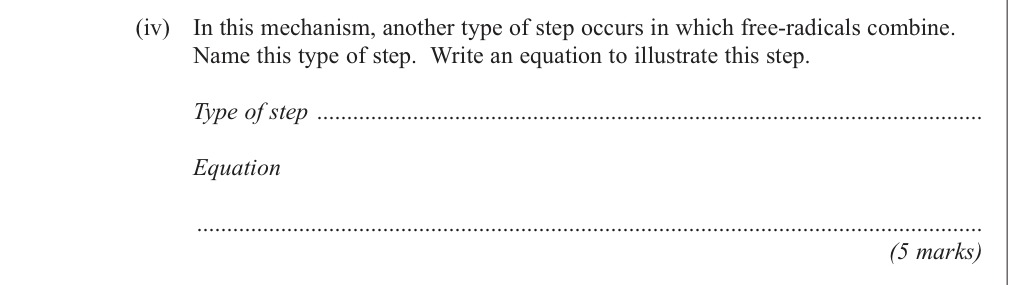 (iv) In this mechanism, another type of step occurs in which free-radicals combine.
Name this type of step. Write an equation to illustrate this step.
Type of step ..................................................................................................................
Equation
......................................................................................................................................
(5 marks)